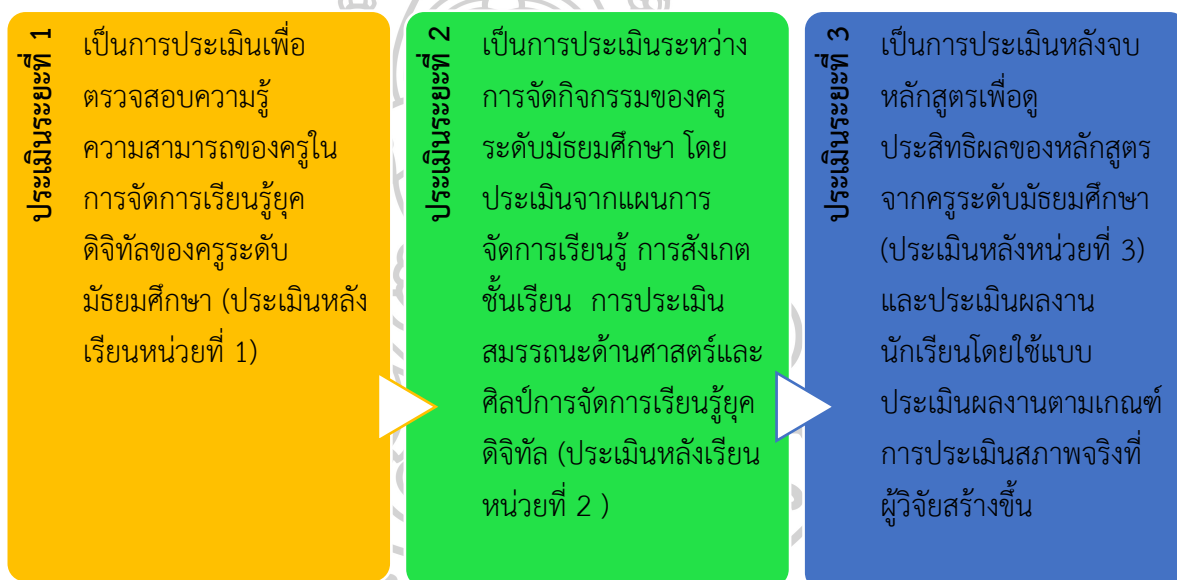 ประเมินระยะที่ 1
เป็นการประเมินเพื่อ
ตรวจสอบความรู้
ความสามารถของครูใน
การจัดการเรียนรู้ยุค
ดิจิทัลของครูระดับ
มัธยมศึกษา (ประเมินหลัง
เรียนหน่วยที่ 1)
ประเมินระยะที่ 2
เป็นการประเมินระหว่าง
การจัดกิจกรรมของครู
ระดับมัธยมศึกษา โดย
ประเมินจากแผนการ
จัดการเรียนรู้ การสังเกต
ชั้นเรียน การประเมิน
สมรรถนะด้านศาสตร์และ
ศิลป์การจัดการเรียนรู้ยุค
ดิจิทัล (ประเมินหลังเรียน
หน่วยที่ 2 )
ประเมินระยะที่ 3
เป็นการประเมินหลังจบ
หลักสูตรเพื่อดู
ประสิทธิผลของหลักสูตร
จากครูระดับมัธยมศึกษา
(ประเมินหลังหน่วยที่ 3)
และประเมินผลงาน
นักเรียนโดยใช้แบบ
ประเมินผลงานตามเกณฑ์
การประเมินสภาพจริงที่
ผู้วิจัยสร้างขึ้น